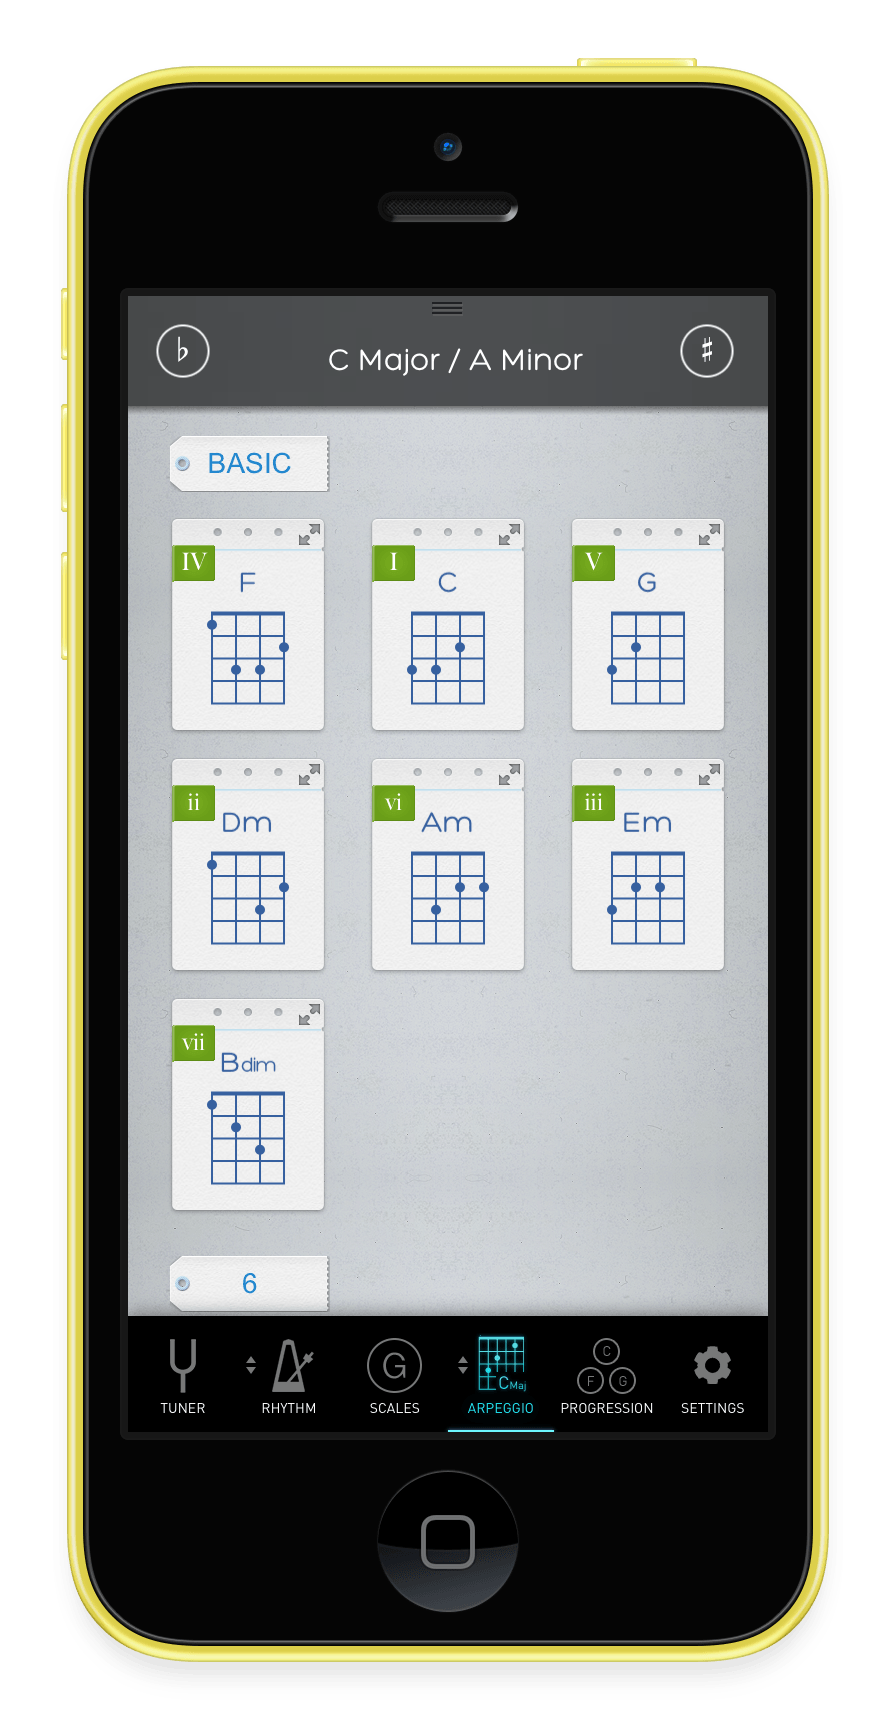 ♭ C Major / A Minor ♯
BASIC
IV I V
F C G
ii vi iii
Dm Am Em
vii
Bdim
6
G
C
F G
CMaj
TUNER RHYTHM SCALES ARPEGGIO PROGRESSION SETTINGS